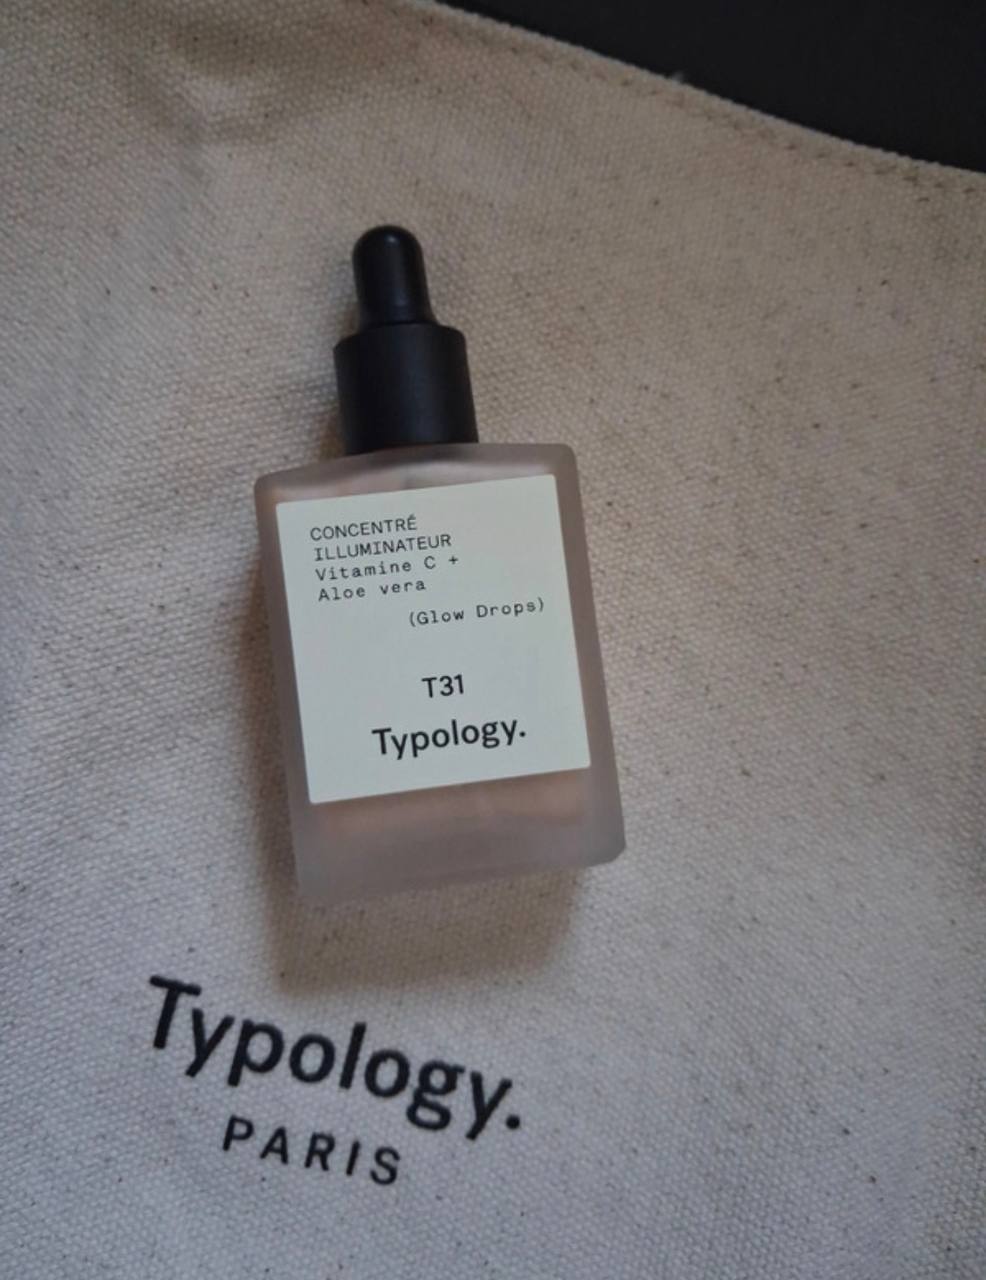 CONCENTRÉ
ILLUMINATEUR
Vitamine C +
Aloe vera
(Glow Drops)
T31
Typology.
Typology.
PARIS